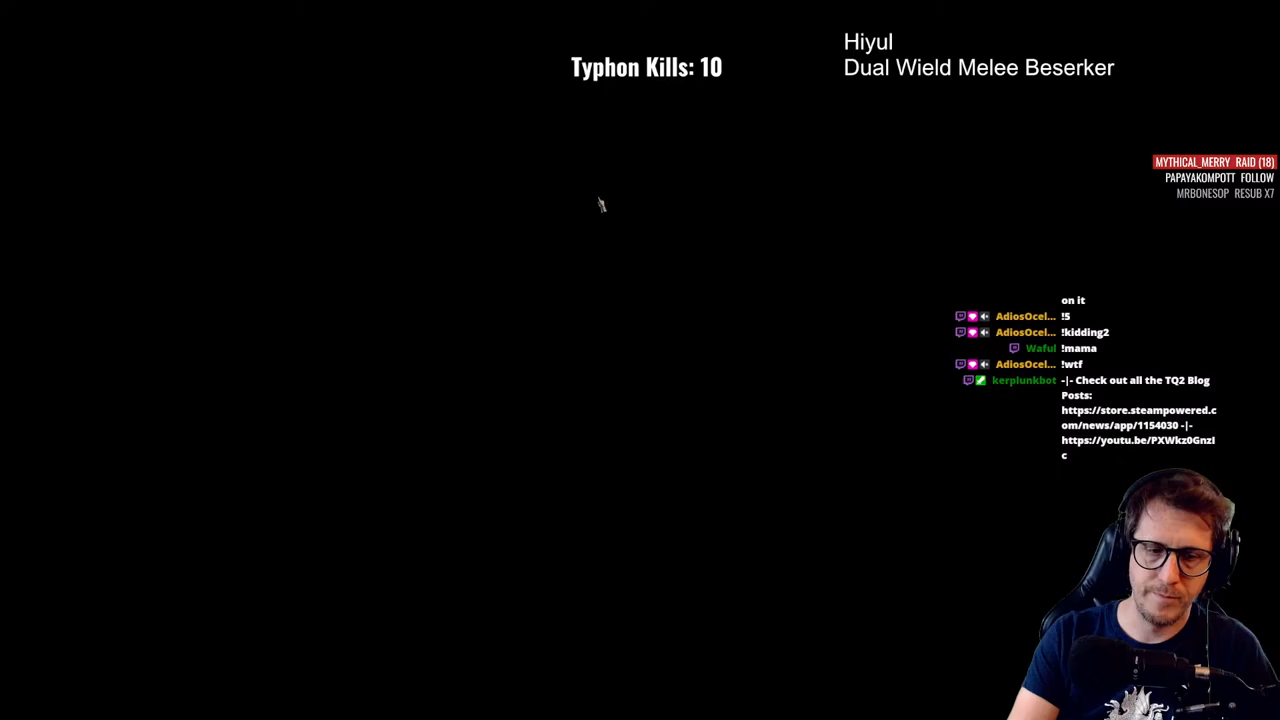 Hiyul
Typhon Kills: 10
Dual Wield Melee Beserker
MYTHICAL_MERRY RAID (18)
PAPAYAKOMPOTT FOLLOW
MRBONESOP RESUB X7
on it
AdiosOcel... !5
AdiosOcel... !kidding2
Waful !mama
AdiosOcel... !wtf
kerplunkbot -|- Check out all the TQ2 Blog
Posts:
https://store.steampowered.c
om/news/app/1154030 -|-
https://youtu.be/PXWkz0GnzI
c